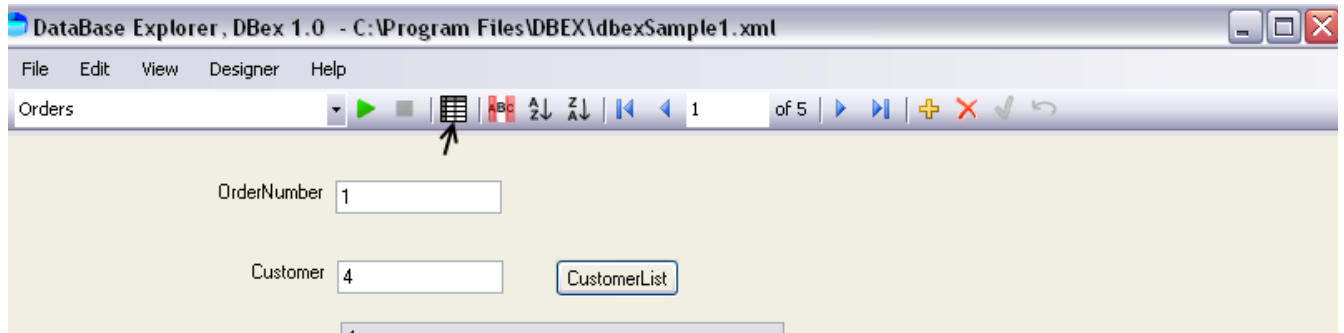 DataBase Explorer, DBex 1.0 - C:\Program Files\DBEX\dbexSample1.xml
File Edit View Designer Help
Orders ABC A Z Z A 1 of 5
OrderNumber 1
Customer 4 CustomerList